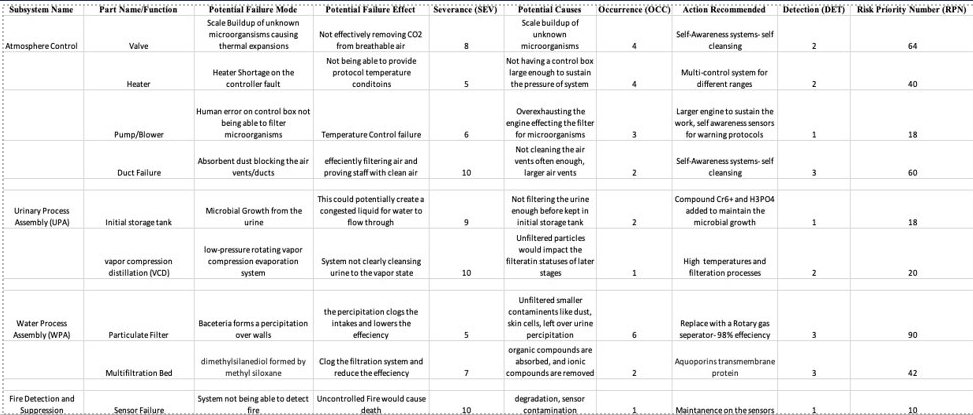 Subsystem Name Part Name/Function Potential Failure Mode Potential Failure Effect Severance (SEV) Potential Causes Occurrence (OCC) Action Recommended Detection (DET) Risk Priority Number (RPN)
Scale Buildup of unknown
microorganissms causing
thermal expansions
Not effectively removing CO2
from breathable air
Scale buildup of
unknown
microorganisms
Self-Awareness systems- self
cleansing
Atmosphere Control Valve 8 4 2 64
Heater Shortage on the
controller fault
Not being able to provide
protocol temperature
conditoins
Not having a control box
large enough to sustain
the pressure of system
Multi-control system for
different ranges
Heater 5 4 2 40
Human error on control box not
being able to filter
microorganisms
Temperature Control failure
Overexhausting the
engine effecting the filter
for microorganisms
Larger engine to sustain the
work, self awareness sensors
for warning protocols
Pump/Blower 6 3 1 18
Absorbent dust blocking the air
vents/ducts
effeciently filtering air and
proving staff with clean air
Not cleaning the air
vents often enough,
larger air vents
Self-Awareness systems- self
cleansing
Duct Failure 10 2 3 60
Urinary Process
Assembly (UPA)
Initial storage tank
Microbial Growth from the
urine
This could potentially create a
congested liquid for water to
flow through
9
Not filtering the urine
enough before kept in
initial storage tank
2
Compound Cr6+ and H3PO4
added to maintain the
microbial growth
1 18
vapor compression
distillation (VCD)
low-pressure rotating vapor
compression evaporation
system
System not clearly cleansing
urine to the vapor state
10
Unfiltered particles
would impact the
filteratin statuses of later
stages
1
High temperatures and
filteration processes
2 20
Water Process
Assembly (WPA)
Particulate Filter
Baceteria forms a percipitation
over walls
the percipitation clogs the
intakes and lowers the
effeciency
5
Unfiltered smaller
contaminents like dust,
skin cells, left over urine
percipitation
6
Replace with a Rotary gas
seperator- 98% effeciency
3 90
Multifiltration Bed
dimethylsilanediol formed by
methyl siloxane
Clog the filtration system and
reduce the effeciency
7
organic compounds are
absorbed, and ionic
compounds are removed
2
Aquoporins transmembrane
protein
3 42
Fire Detection and
Suppression
Sensor Failure
System not being able to detect
fire
Uncontrolled Fire would cause
death
10
degradation, sensor
contamination
1
Maintanence on the sensors
1 10